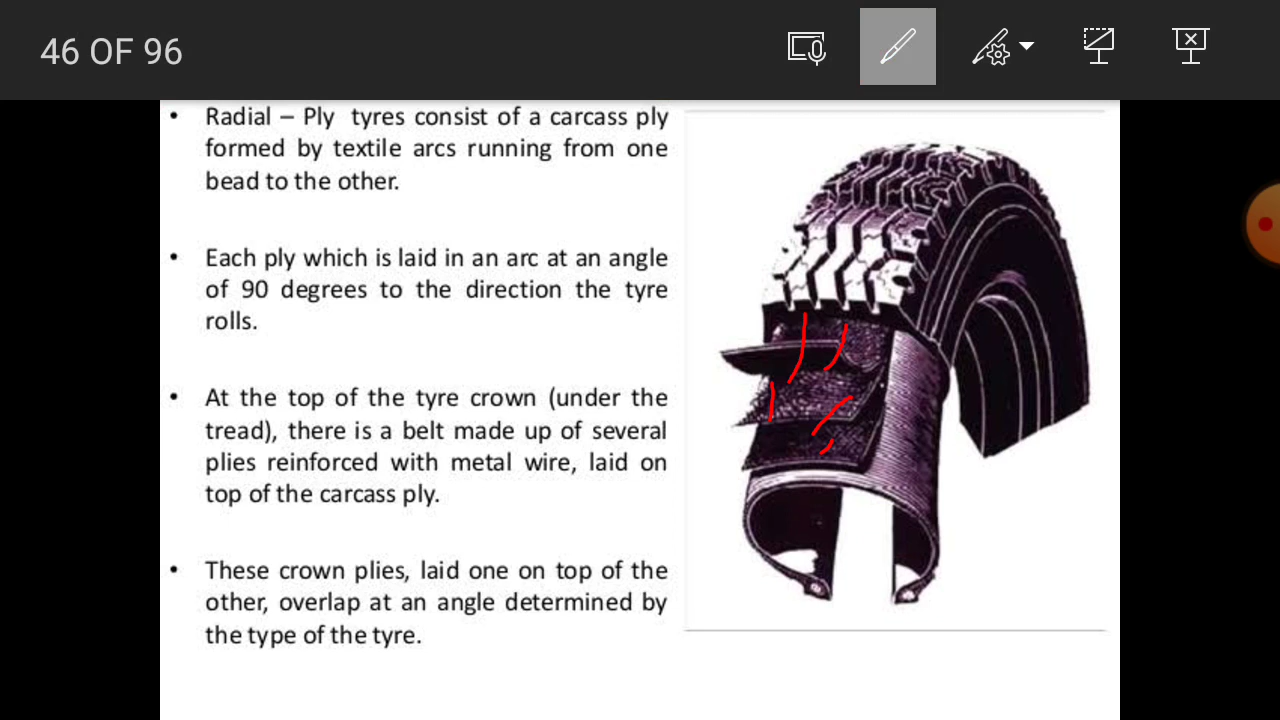 46 OF 96
• Radial – Ply tyres consist of a carcass ply
formed by textile arcs running from one
bead to the other.
• Each ply which is laid in an arc at an angle
of 90 degrees to the direction the tyre
rolls.
• At the top of the tyre crown (under the
tread), there is a belt made up of several
plies reinforced with metal wire, laid on
top of the carcass ply.
• These crown plies, laid one on top of the
other, overlap at an angle determined by
the type of the tyre.